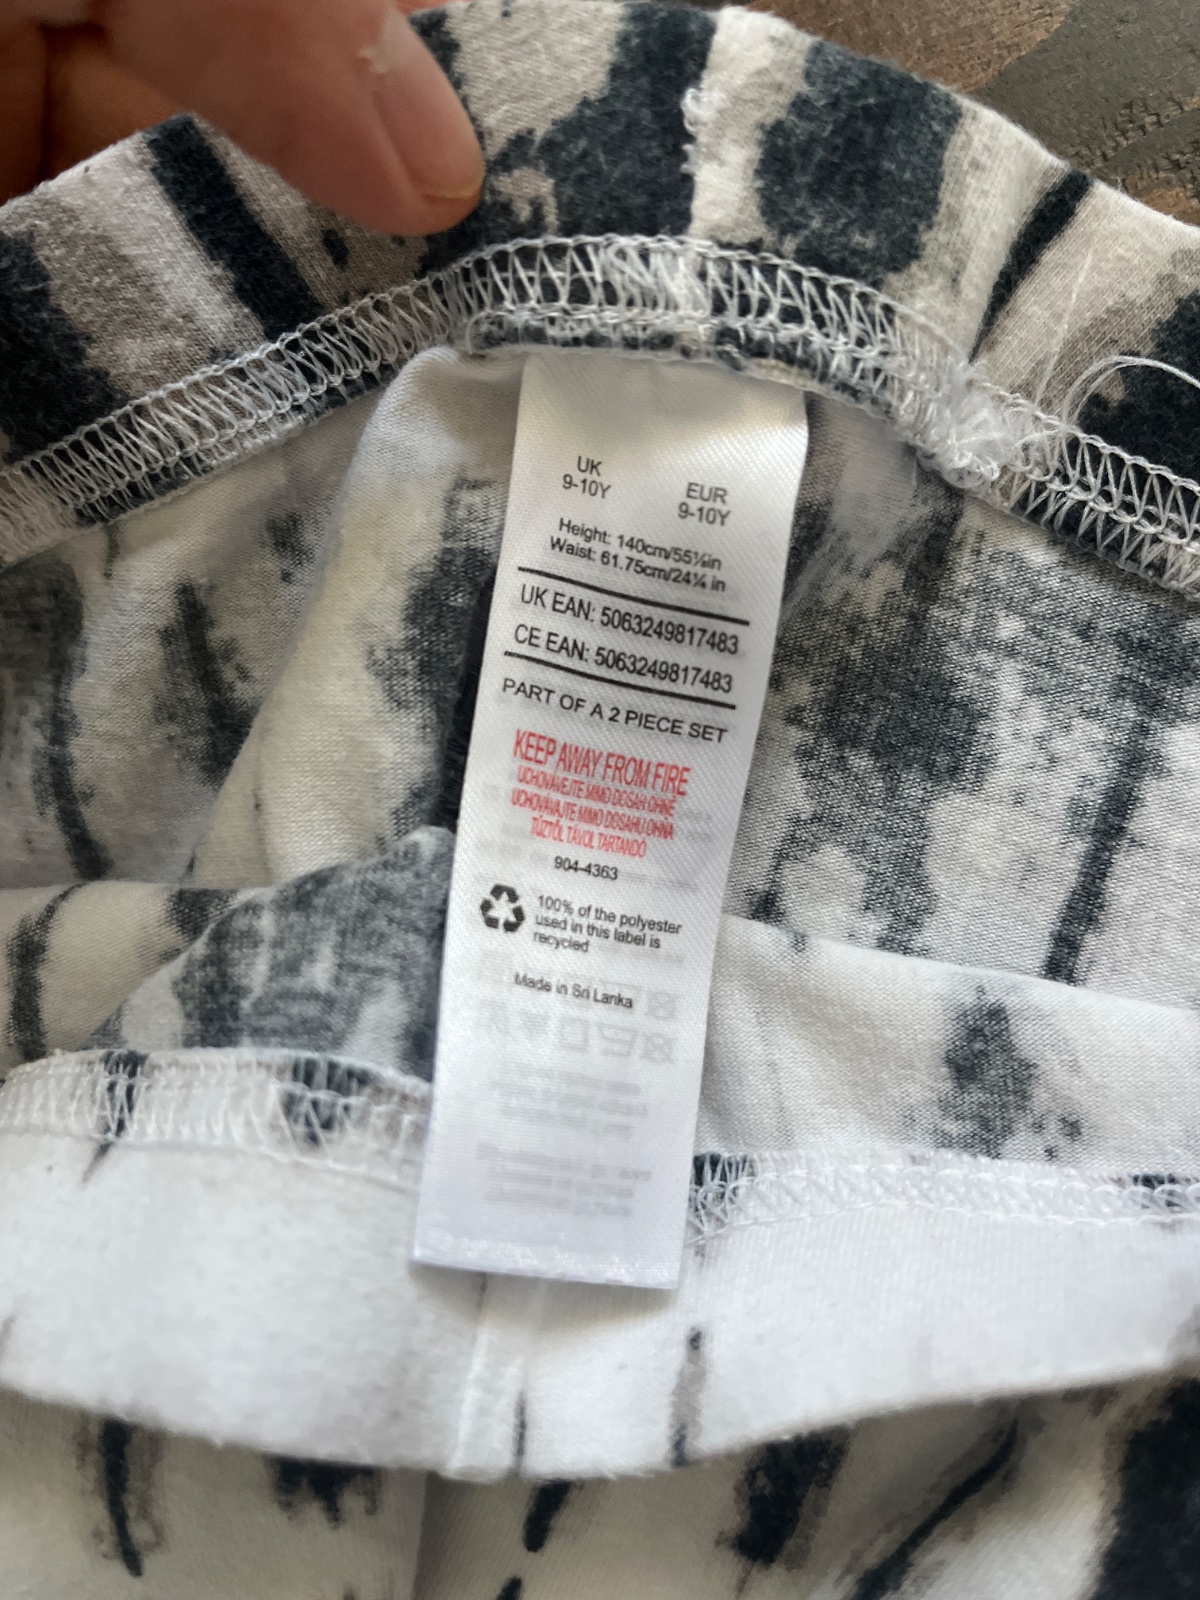 UK
9-10Y
EUR
9-10Y
Height: 140cm/55⅛in
Waist: 61.75cm/24¼ in
UK EAN: 5063249817483
CE EAN: 5063249817483
PART OF A 2 PIECE SET
KEEP AWAY FROM FIRE
UCHOVÁVEJTE MIMO DOSAH OHNĚ
UCHOVÁVAJTE MIMO DOSAHU OHŇA
TŰZTŐL TÁVOL TARTANDÓ
904-4363
100% of the polyester
used in this label is
recycled
Made in Sri Lanka